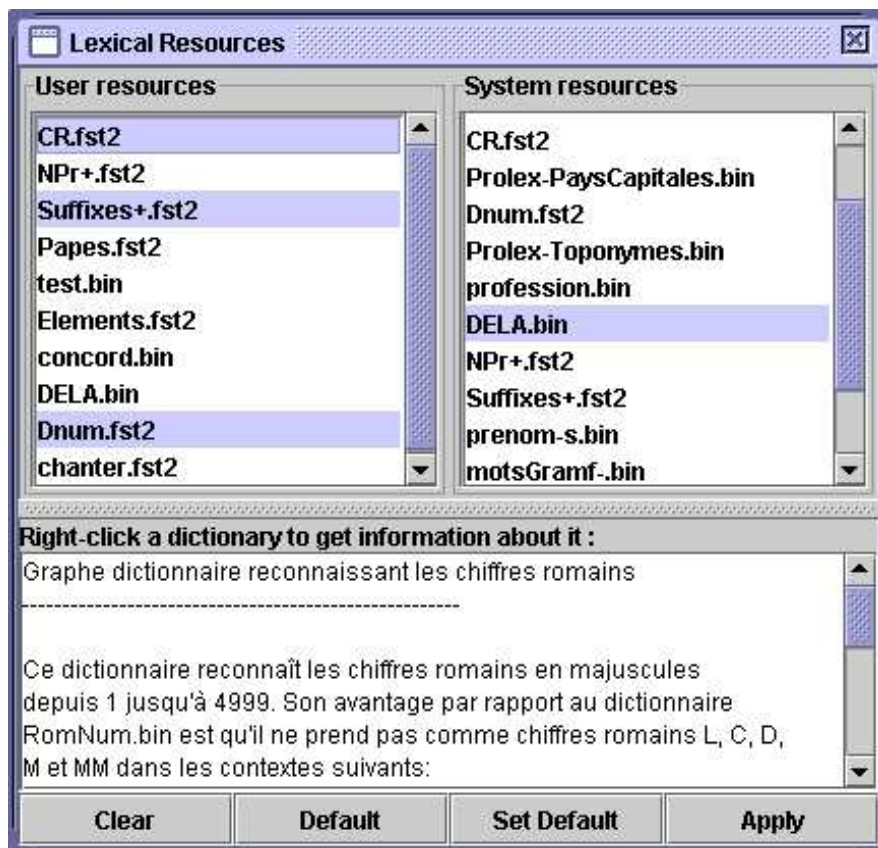 Lexical Resources
User resources
CR.fst2
NPr+.fst2
Suffixes+.fst2
Papes.fst2
test.bin
Elements.fst2
concord.bin
DELA.bin
Dnum.fst2
chanter.fst2
System resources
CR.fst2
Prolex-PaysCapitales.bin
Dnum.fst2
Prolex-Toponymes.bin
profession.bin
DELA.bin
NPr+.fst2
Suffixes+.fst2
prenom-s.bin
motsGramf-.bin
Right-click a dictionary to get information about it :
Graphe dictionnaire reconnaissant les chiffres romains
------------------------------------------------------
Ce dictionnaire reconnaît les chiffres romains en majuscules
depuis 1 jusqu'à 4999. Son avantage par rapport au dictionnaire
RomNum.bin est qu'il ne prend pas comme chiffres romains L, C, D,
M et MM dans les contextes suivants:
Clear Default Set Default Apply